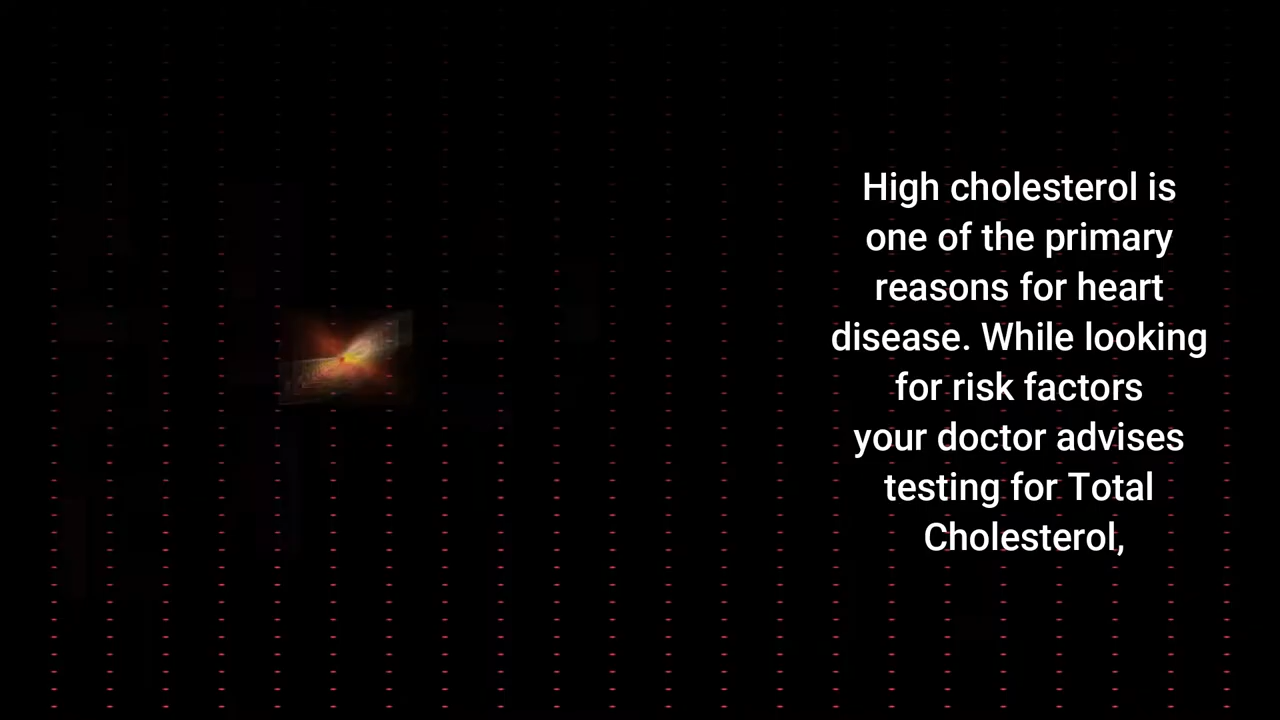 High cholesterol is
one of the primary
reasons for heart
disease. While looking
for risk factors
your doctor advises
testing for Total
Cholesterol,